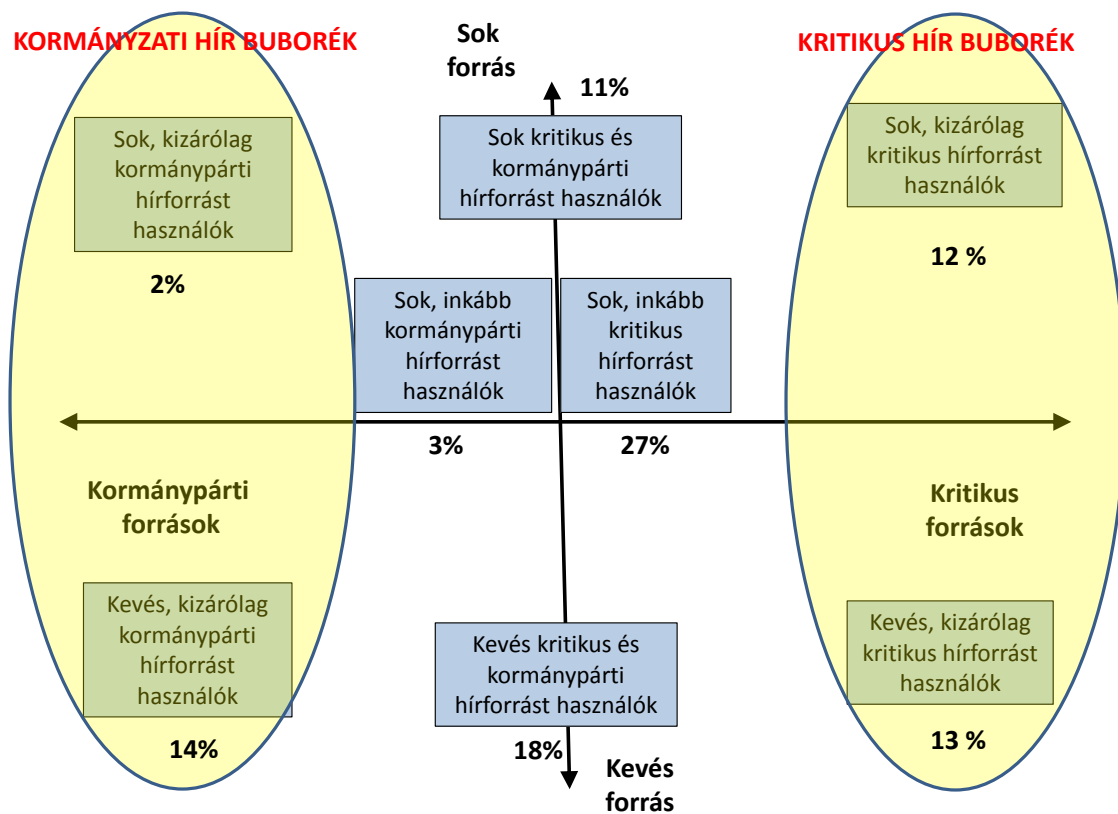 KORMÁNYZATI HÍR BUBORÉK
Sok
forrás
KRITIKUS HÍR BUBORÉK
11%
Sok, kizárólag
kormánypárti
hírforrást
használók
2%
Sok kritikus és
kormánypárti
hírforrást használók
Sok, kizárólag
kritikus hírforrást
használók
12 %
Sok, inkább
kormánypárti
hírforrást
használók
3%
Sok, inkább
kritikus
hírforrást
használók
27%
Kormánypárti
források
Kritikus
források
Kevés, kizárólag
kormánypárti
hírforrást
használók
14%
Kevés kritikus és
kormánypárti
hírforrást használók
18%
Kevés
forrás
Kevés, kizárólag
kritikus hírforrást
használók
13 %